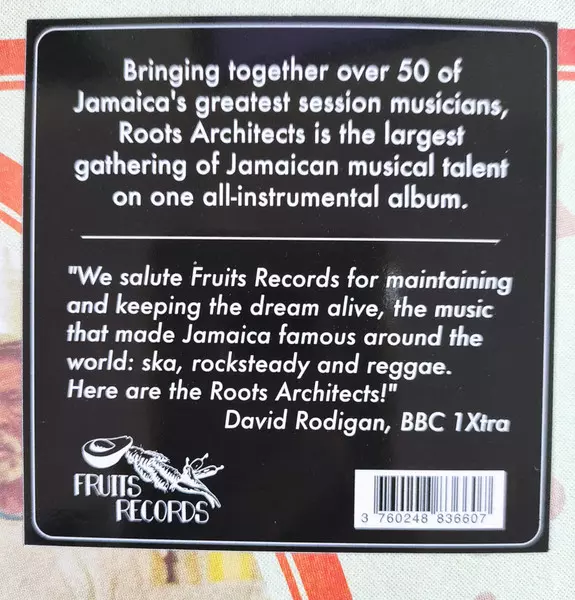 Bringing together over 50 of
Jamaica's greatest session musicians,
Roots Architects is the largest
gathering of Jamaican musical talent
on one all-instrumental album.
"We salute Fruits Records for maintaining
and keeping the dream alive, the music
that made Jamaica famous around the
world: ska, rocksteady and reggae.
Here are the Roots Architects!"
David Rodigan, BBC 1Xtra
FRUITS
RECORDS
3 760248 836607